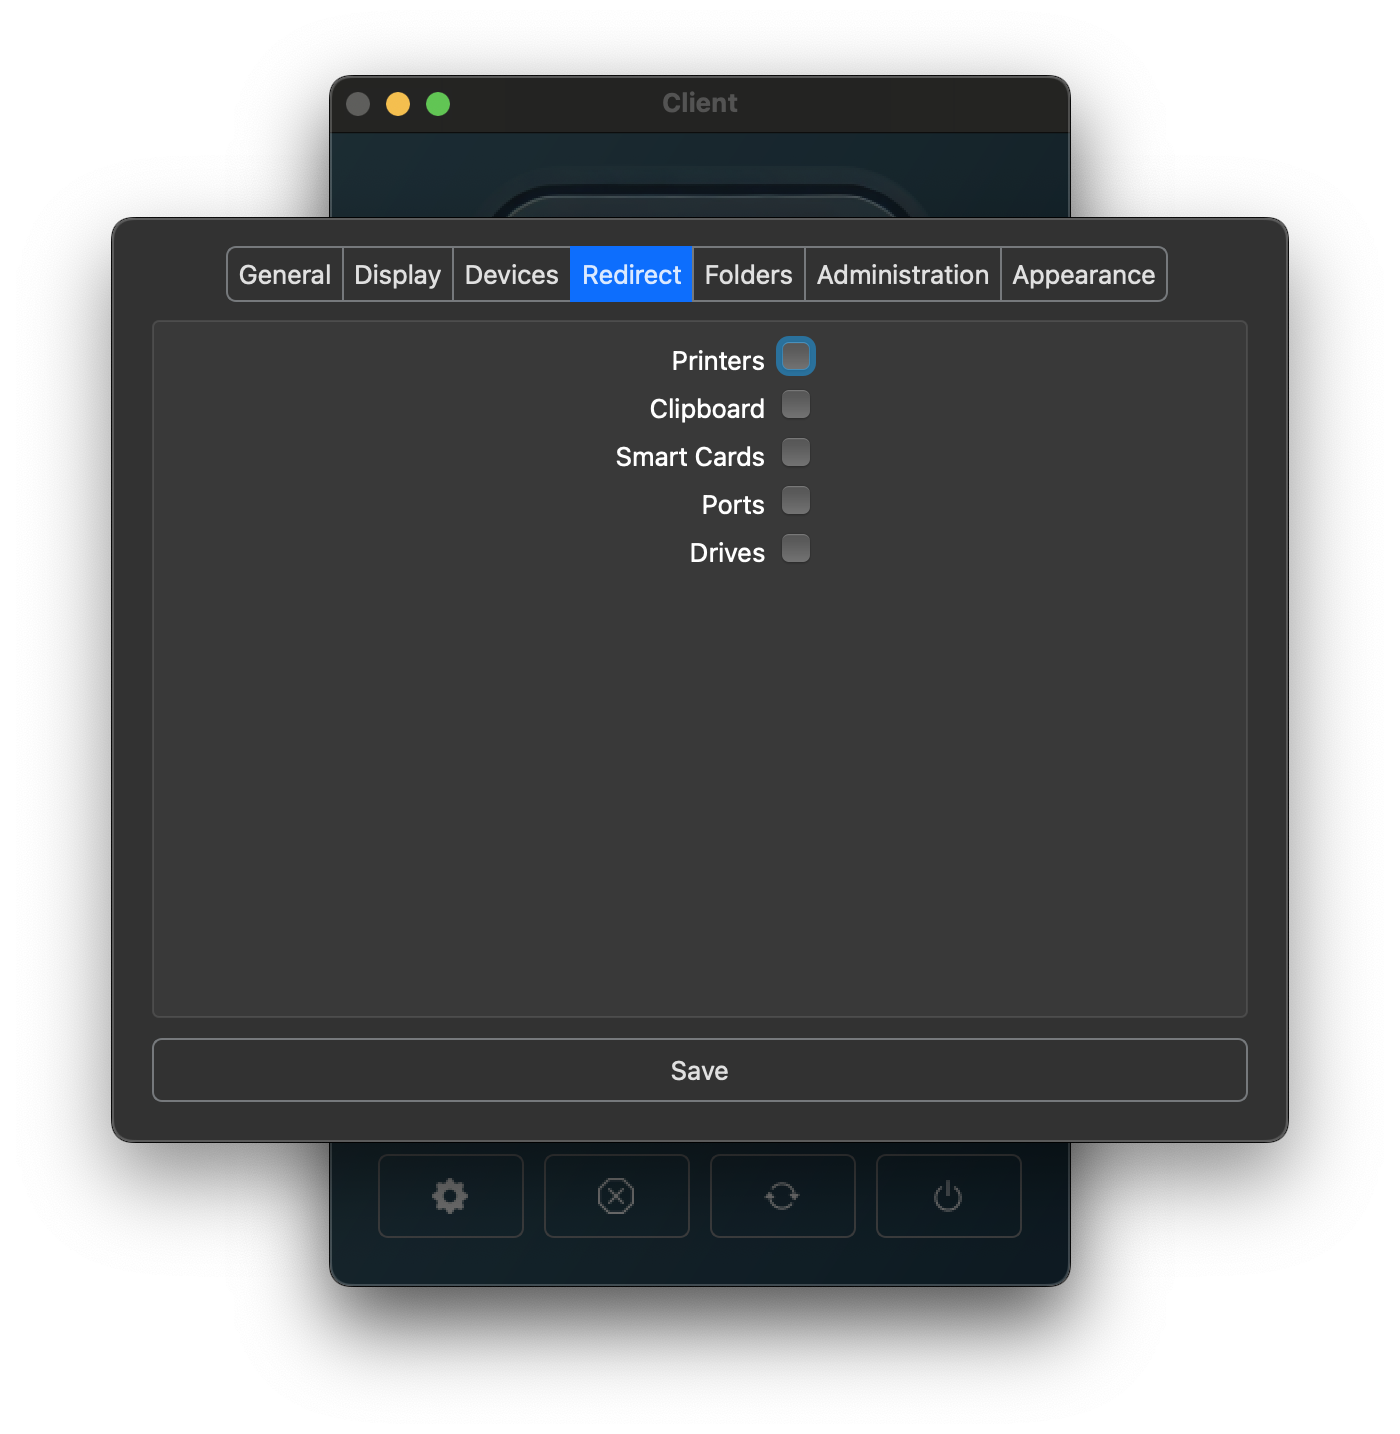 Client
General Display Devices Redirect Folders Administration Appearance
Printers
Clipboard
Smart Cards
Ports
Drives
Save